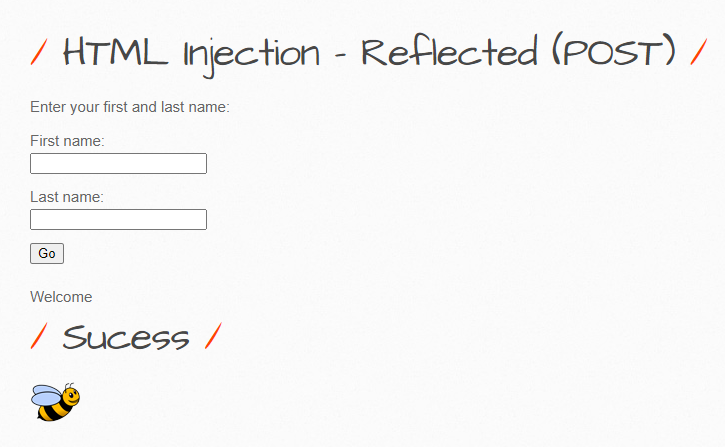 / HTML Injection - Reflected (POST) /
Enter your first and last name:
First name:
Last name:
Go
Welcome
/ Sucess /